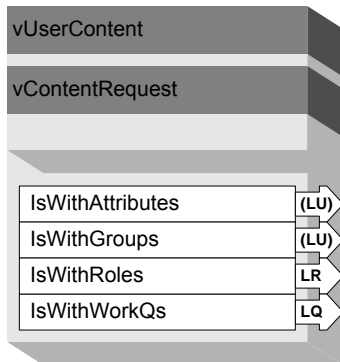 vUserContent
vContentRequest
IsWithAttributes (LU)
IsWithGroups (LU)
IsWithRoles LR
IsWithWorkQs LQ